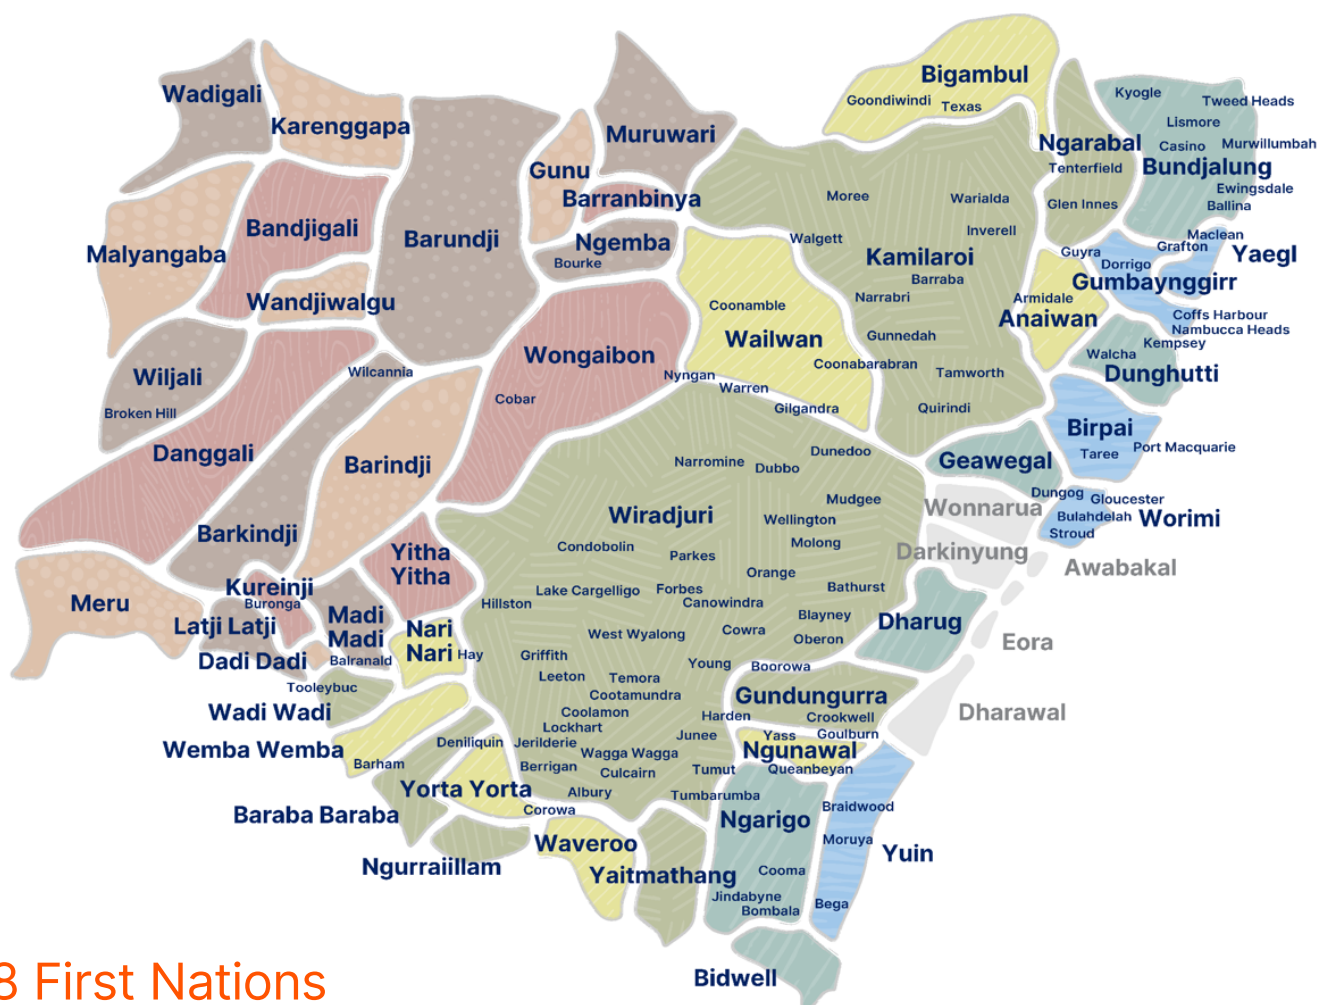 Bigambul
Goondiwindi
Texas
Wadigali
Karenggapa
Muruwari
Kyogle
Tweed Heads
Lismore
Ngarabal
Casino
Murwillumbah
Bundjalung
Tenterfield
Ewingsdale
Ballina
Glen Innes
Gunu
Barranbinya
Moree
Warialda
Inverell
Bandjigali
Barundji
Ngemba
Bourke
Walgett
Kamilaroi
Barraba
Narrabri
Maclean
Grafton
Yaegl
Guyra
Dorrigo
Gumbaynggirr
Malyangaba
Wandjiwalgu
Coonamble
Wailwan
Armidale
Anaiwan
Coffs Harbour
Nambucca Heads
Kempsey
Gunnedah
Walcha
Dunghutti
Wongaibon
Coonabarabran
Tamworth
Wiljali
Broken Hill
Wilcannia
Nyngan
Warren
Gilgandra
Quirindi
Cobar
Birpai
Taree
Port Macquarie
Danggali
Barindji
Narromine
Dubbo
Dunedoo
Geawegal
Mudgee
Wonnarua
Dungog
Gloucester
Bulahdelah
Worimi
Stroud
Wiradjuri
Wellington
Molong
Barkindji
Condobolin
Parkes
Darkinyung
Awabakal
Yitha
Yitha
Orange
Kureinji
Buronga
Meru
Lake Cargelligo
Forbes
Bathurst
Hillston
Canowindra
Blayney
Dharug
Latji Latji
Madi
Madi
Nari
Nari
Hay
West Wyalong
Cowra
Oberon
Eora
Dadi Dadi
Balranald
Griffith
Young
Boorowa
Leeton
Temora
Tooleybuc
Cootamundra
Gundungurra
Wadi Wadi
Coolamon
Harden
Crookwell
Dharawal
Lockhart
Junee
Yass
Goulburn
Wemba Wemba
Deniliquin
Jerilderie
Wagga Wagga
Ngunawal
Barham
Berrigan
Culcairn
Tumut
Queanbeyan
Yorta Yorta
Albury
Tumbarumba
Corowa
Baraba Baraba
Ngarigo
Braidwood
Waveroo
Moruya
Yuin
Ngurraiillam
Yaitmathang
Cooma
Jindabyne
Bombala
Bega
Bidwell
8 First Nations